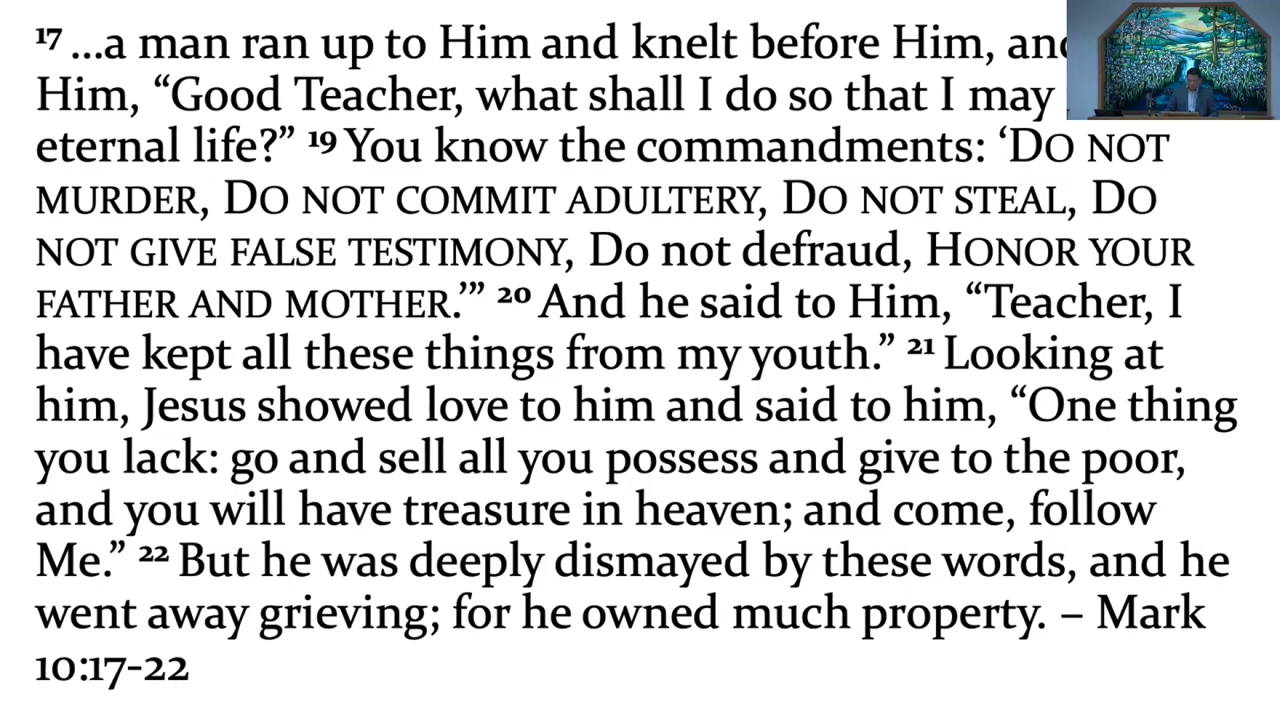 17 ...a man ran up to Him and knelt before Him, and
Him, “Good Teacher, what shall I do so that I may
eternal life?” 19 You know the commandments: ‘DO NOT
MURDER, DO NOT COMMIT ADULTERY, DO NOT STEAL, DO
NOT GIVE FALSE TESTIMONY, Do not defraud, HONOR YOUR
FATHER AND MOTHER.’” 20 And he said to Him, “Teacher, I
have kept all these things from my youth.” 21 Looking at
him, Jesus showed love to him and said to him, “One thing
you lack: go and sell all you possess and give to the poor,
and you will have treasure in heaven; and come, follow
Me.” 22 But he was deeply dismayed by these words, and he
went away grieving; for he owned much property. – Mark
10:17-22